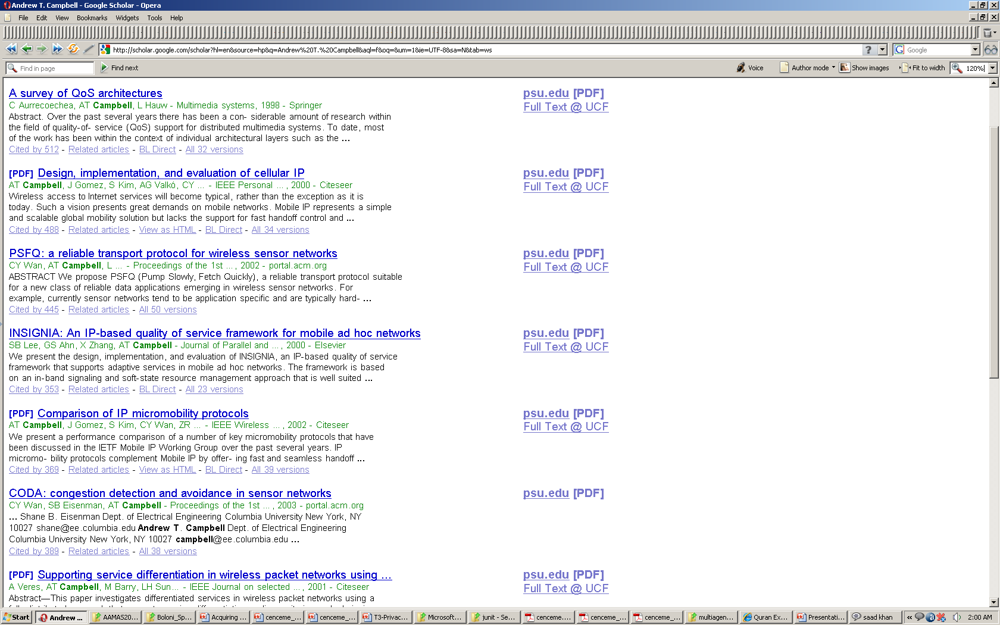 Andrew T. Campbell - Google Scholar - Opera
File Edit View Bookmarks Widgets Tools Help
http://scholar.google.com/scholar?hl=en&source=hp&q=Andrew%20T.%20Campbell&aql=f&oq=&um=1&ie=UTF-8&sa=N&tab=ws
? Google
Find in page Find next Voice Author mode Show images Fit to width 120%
A survey of QoS architectures psu.edu [PDF]
C Aurrecoechea, AT Campbell, L Hauw - Multimedia systems, 1998 - Springer Full Text @ UCF
Abstract. Over the past several years there has been a con- siderable amount of research within
the field of quality-of- service (QoS) support for distributed multimedia systems. To date, most
of the work has been within the context of individual architectural layers such as the ...
Cited by 512 - Related articles - BL Direct - All 32 versions
[PDF] Design, implementation, and evaluation of cellular IP psu.edu [PDF]
AT Campbell, J Gomez, S Kim, AG Valkó, CY ... - IEEE Personal ..., 2000 - Citeseer Full Text @ UCF
Wireless access to Internet services will become typical, rather than the exception as it is
today. Such a vision presents great demands on mobile networks. Mobile IP represents a simple
and scalable global mobility solution but lacks the support for fast handoff control and ...
Cited by 488 - Related articles - View as HTML - BL Direct - All 34 versions
PSFQ: a reliable transport protocol for wireless sensor networks psu.edu [PDF]
CY Wan, AT Campbell, L ... - Proceedings of the 1st ..., 2002 - portal.acm.org Full Text @ UCF
ABSTRACT We propose PSFQ (Pump Slowly, Fetch Quickly), a reliable transport protocol suitable
for a new class of reliable data applications emerging in wireless sensor networks. For
example, currently sensor networks tend to be application specific and are typically hard- ...
Cited by 445 - Related articles - All 50 versions
INSIGNIA: An IP-based quality of service framework for mobile ad hoc networks psu.edu [PDF]
SB Lee, GS Ahn, X Zhang, AT Campbell - Journal of Parallel and ..., 2000 - Elsevier Full Text @ UCF
We present the design, implementation, and evaluation of INSIGNIA, an IP-based quality of service
framework that supports adaptive services in mobile ad hoc networks. The framework is based
on an in-band signaling and soft-state resource management approach that is well suited ...
Cited by 353 - Related articles - BL Direct - All 23 versions
[PDF] Comparison of IP micromobility protocols psu.edu [PDF]
AT Campbell, J Gomez, S Kim, CY Wan, ZR ... - IEEE Wireless ..., 2002 - Citeseer Full Text @ UCF
We present a performance comparison of a number of key micromobility protocols that have
been discussed in the IETF Mobile IP Working Group over the past several years. IP
micromo- bility protocols complement Mobile IP by offer- ing fast and seamless handoff ...
Cited by 369 - Related articles - View as HTML - BL Direct - All 39 versions
CODA: congestion detection and avoidance in sensor networks psu.edu [PDF]
CY Wan, SB Eisenman, AT Campbell - Proceedings of the 1st ..., 2003 - portal.acm.org
... Shane B. Eisenman Dept. of Electrical Engineering Columbia University New York, NY
10027 shane@ee.columbia.edu Andrew T. Campbell Dept. of Electrical Engineering
Columbia University New York, NY 10027 campbell@ee.columbia.edu ...
Cited by 389 - Related articles - All 38 versions
[PDF] Supporting service differentiation in wireless packet networks using ... psu.edu [PDF]
A Veres, AT Campbell, M Barry, LH Sun... - IEEE Journal on selected ..., 2001 - Citeseer Full Text @ UCF
Abstract—This paper investigates differentiated services in wireless packet networks using a
Start Andrew ... AAMAS20... Boloni_Sp... Acquiring ... cenceme_... cenceme_... T3-Privac... Microsoft... junit - Se... cenceme.... cenceme_... cenceme_... multiagen... Quran Ex... Presentati... saad khan « 2:00 AM